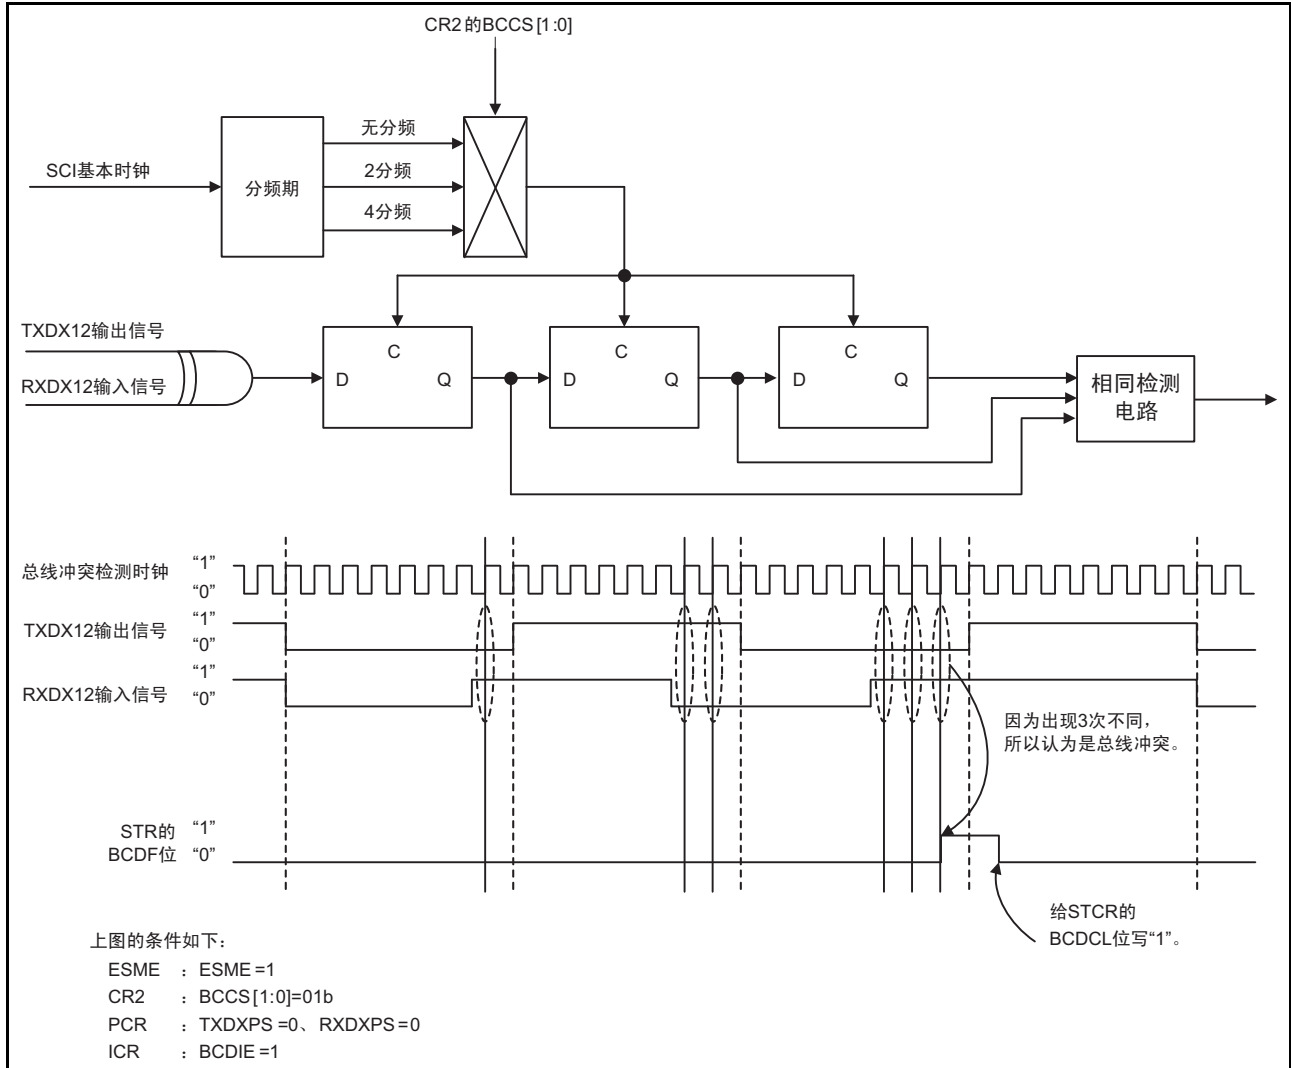 CR2的BCCS[1:0]
无分频
SCI基本时钟
分频期
2分频
4分频
TXDX12输出信号
RXDX12输入信号
C
D
Q
C
D
Q
C
D
Q
相同检测
电路
总线冲突检测时钟
“1”
“0”
TXDX12输出信号
“1”
“0”
RXDX12输入信号
“1”
“0”
因为出现3次不同，
所以认为是总线冲突。
STR的
BCDF位
“1”
“0”
给STCR的
BCDCL位写“1”。
上图的条件如下：
ESME ：ESME=1
CR2 ：BCCS[1:0]=01b
PCR ：TXDXPS=0、RXDXPS=0
ICR ：BCDIE=1